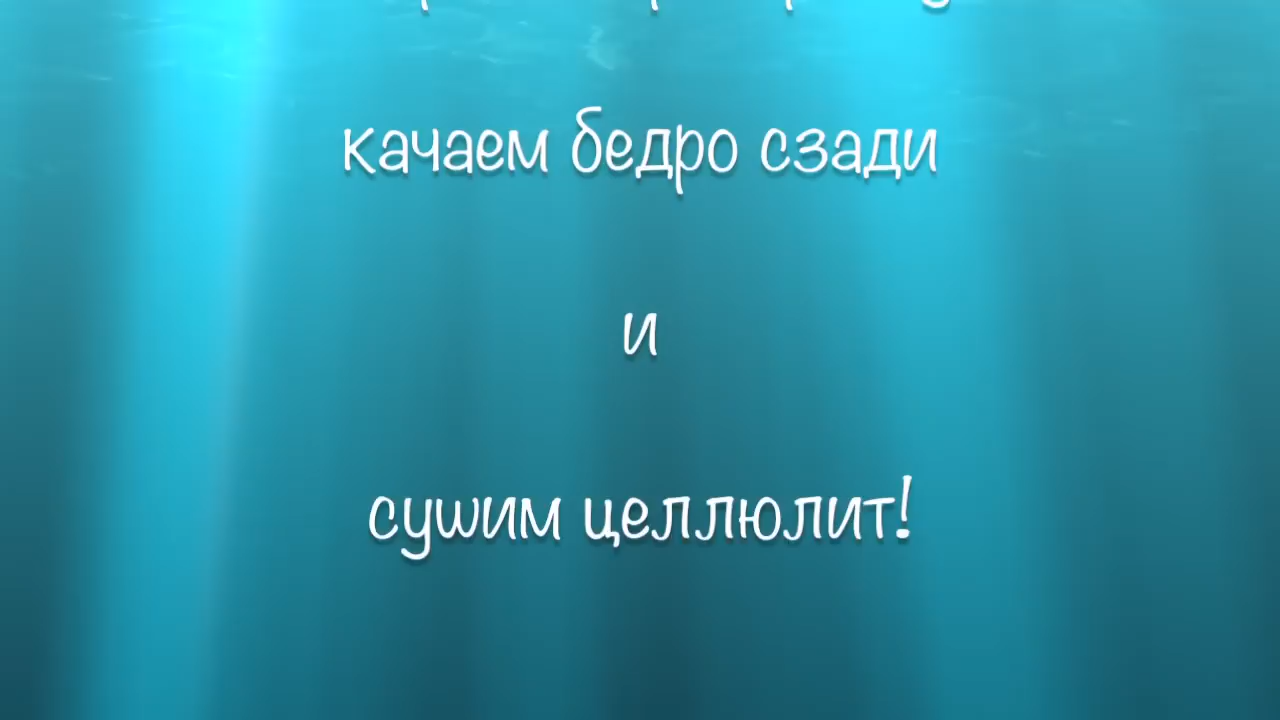 качаем бедро сзади
и
сушим целлюлит!